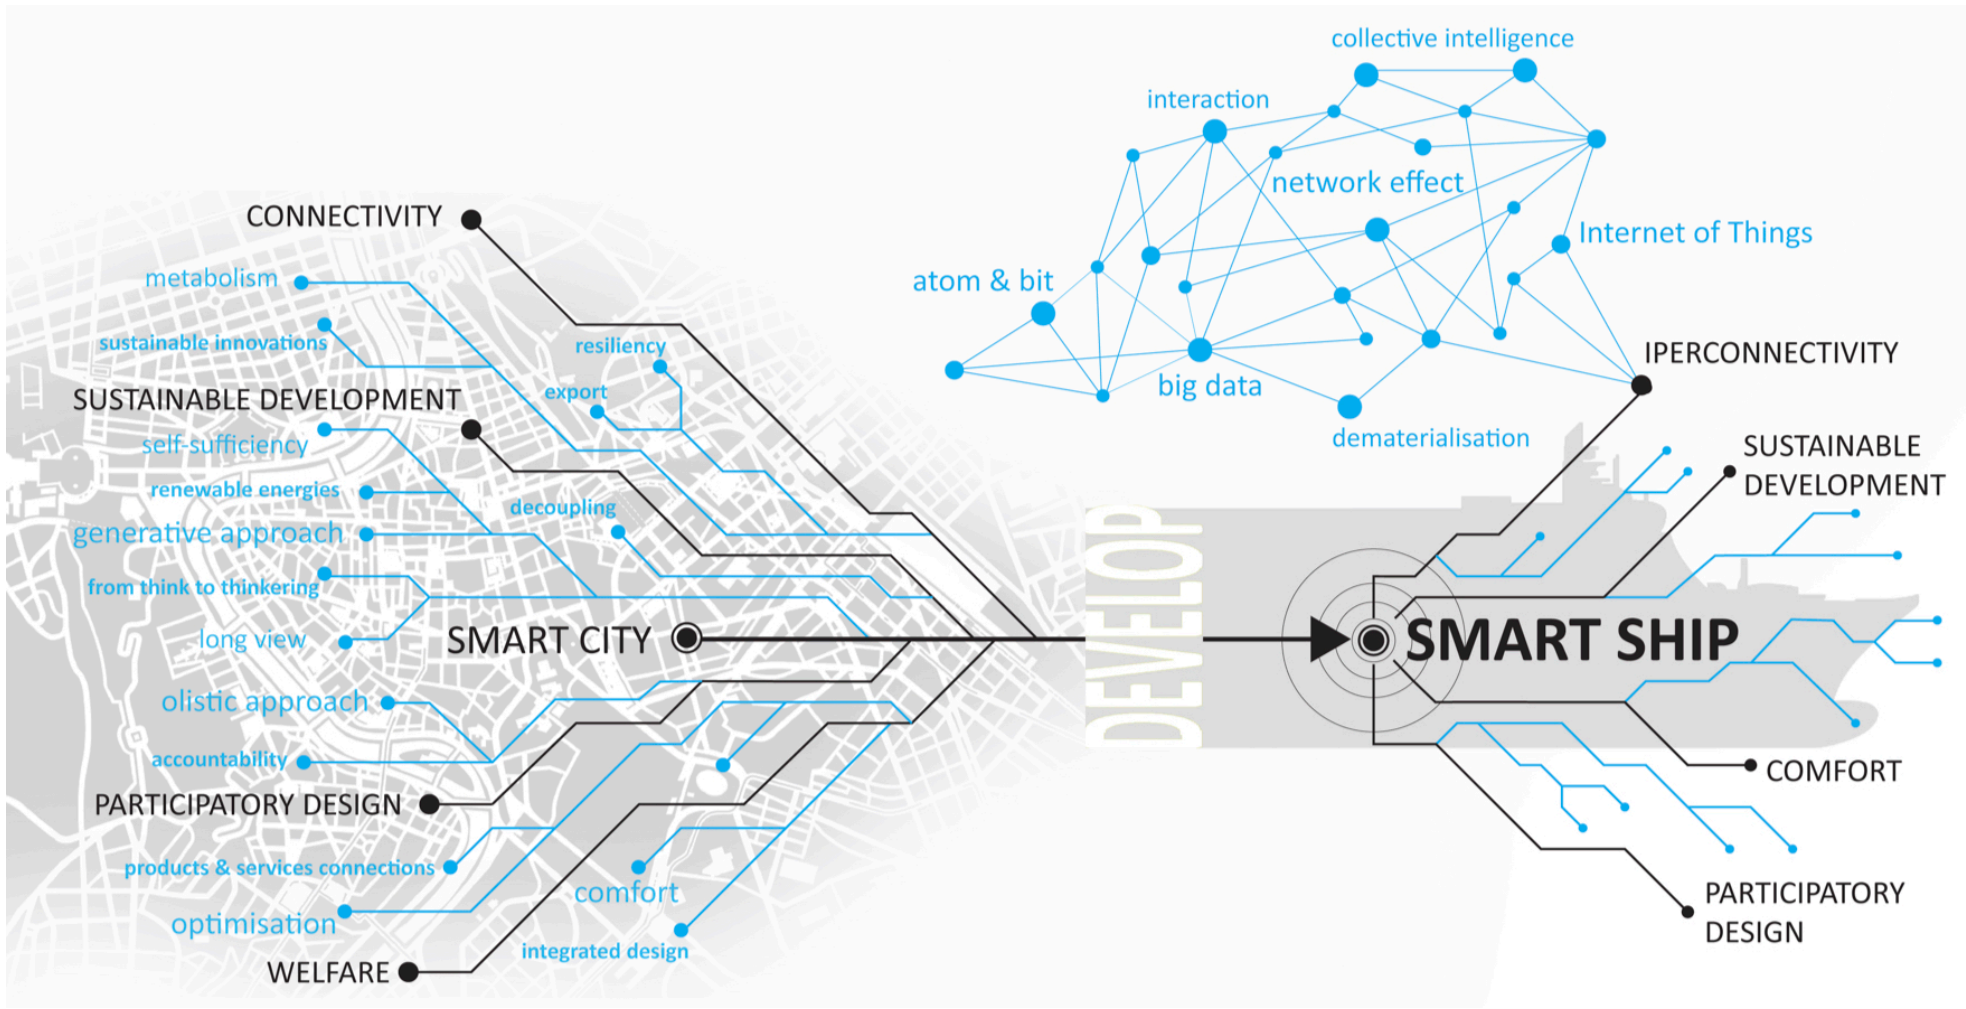 collective intelligence
interaction
network effect
Internet of Things
atom & bit
big data
dematerialisation
CONNECTIVITY
metabolism
sustainable innovations
resiliency
export
SUSTAINABLE DEVELOPMENT
self-sufficiency
renewable energies
decoupling
generative approach
from think to thinkering
long view
SMART CITY
olistic approach
accountability
PARTICIPATORY DESIGN
products & services connections
comfort
optimisation
integrated design
WELFARE
DEVELOP
SMART SHIP
IPERCONNECTIVITY
SUSTAINABLE
DEVELOPMENT
COMFORT
PARTICIPATORY
DESIGN